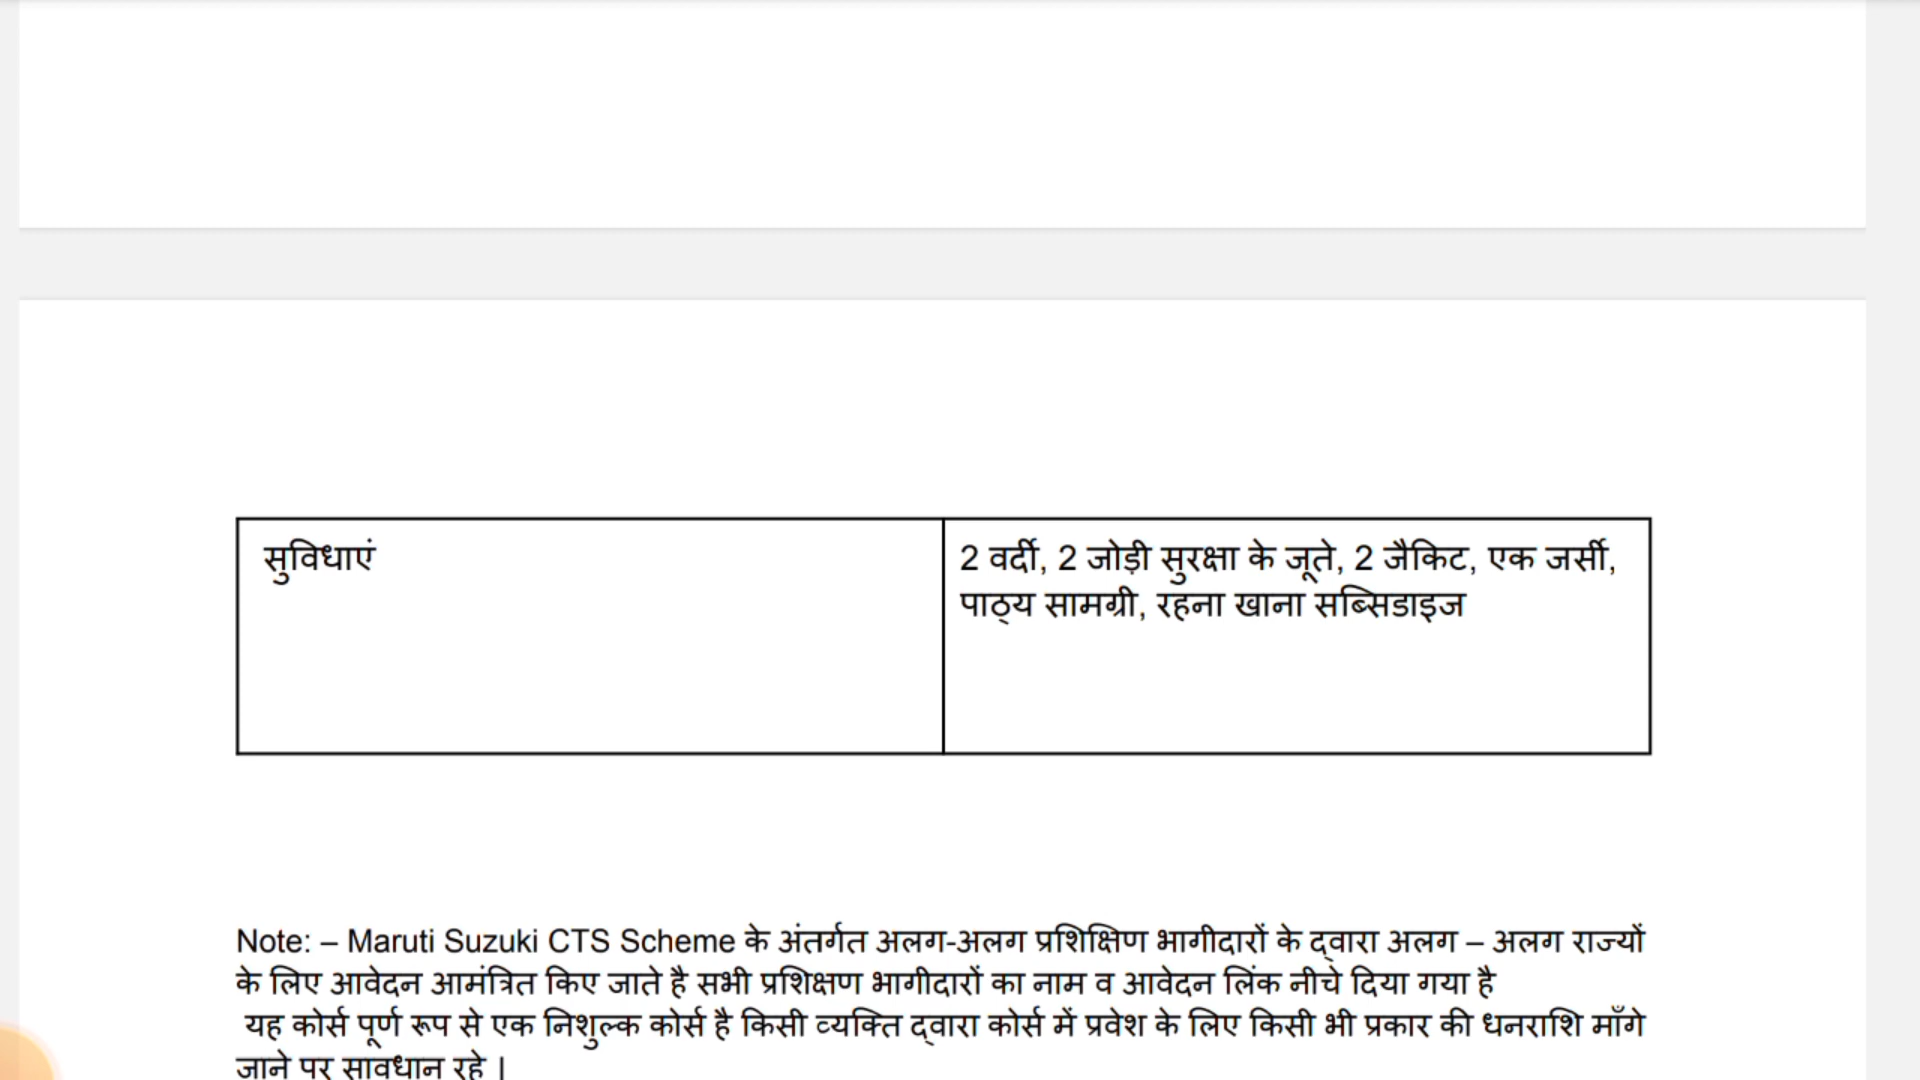 सुविधाएं
2 वर्दी, 2 जोड़ी सुरक्षा के जूते, 2 जैकिट, एक जर्सी,
पाठ्य सामग्री, रहना खाना सब्सिडाइज
Note: – Maruti Suzuki CTS Scheme के अंतर्गत अलग-अलग प्रशिक्षिण भागीदारों के द्वारा अलग – अलग राज्यों
के लिए आवेदन आमंत्रित किए जाते है सभी प्रशिक्षण भागीदारों का नाम व आवेदन लिंक नीचे दिया गया है
यह कोर्स पूर्ण रूप से एक निशुल्क कोर्स है किसी व्यक्ति द्वारा कोर्स में प्रवेश के लिए किसी भी प्रकार की धनराशि माँगे
जाने पर सावधान रहे |